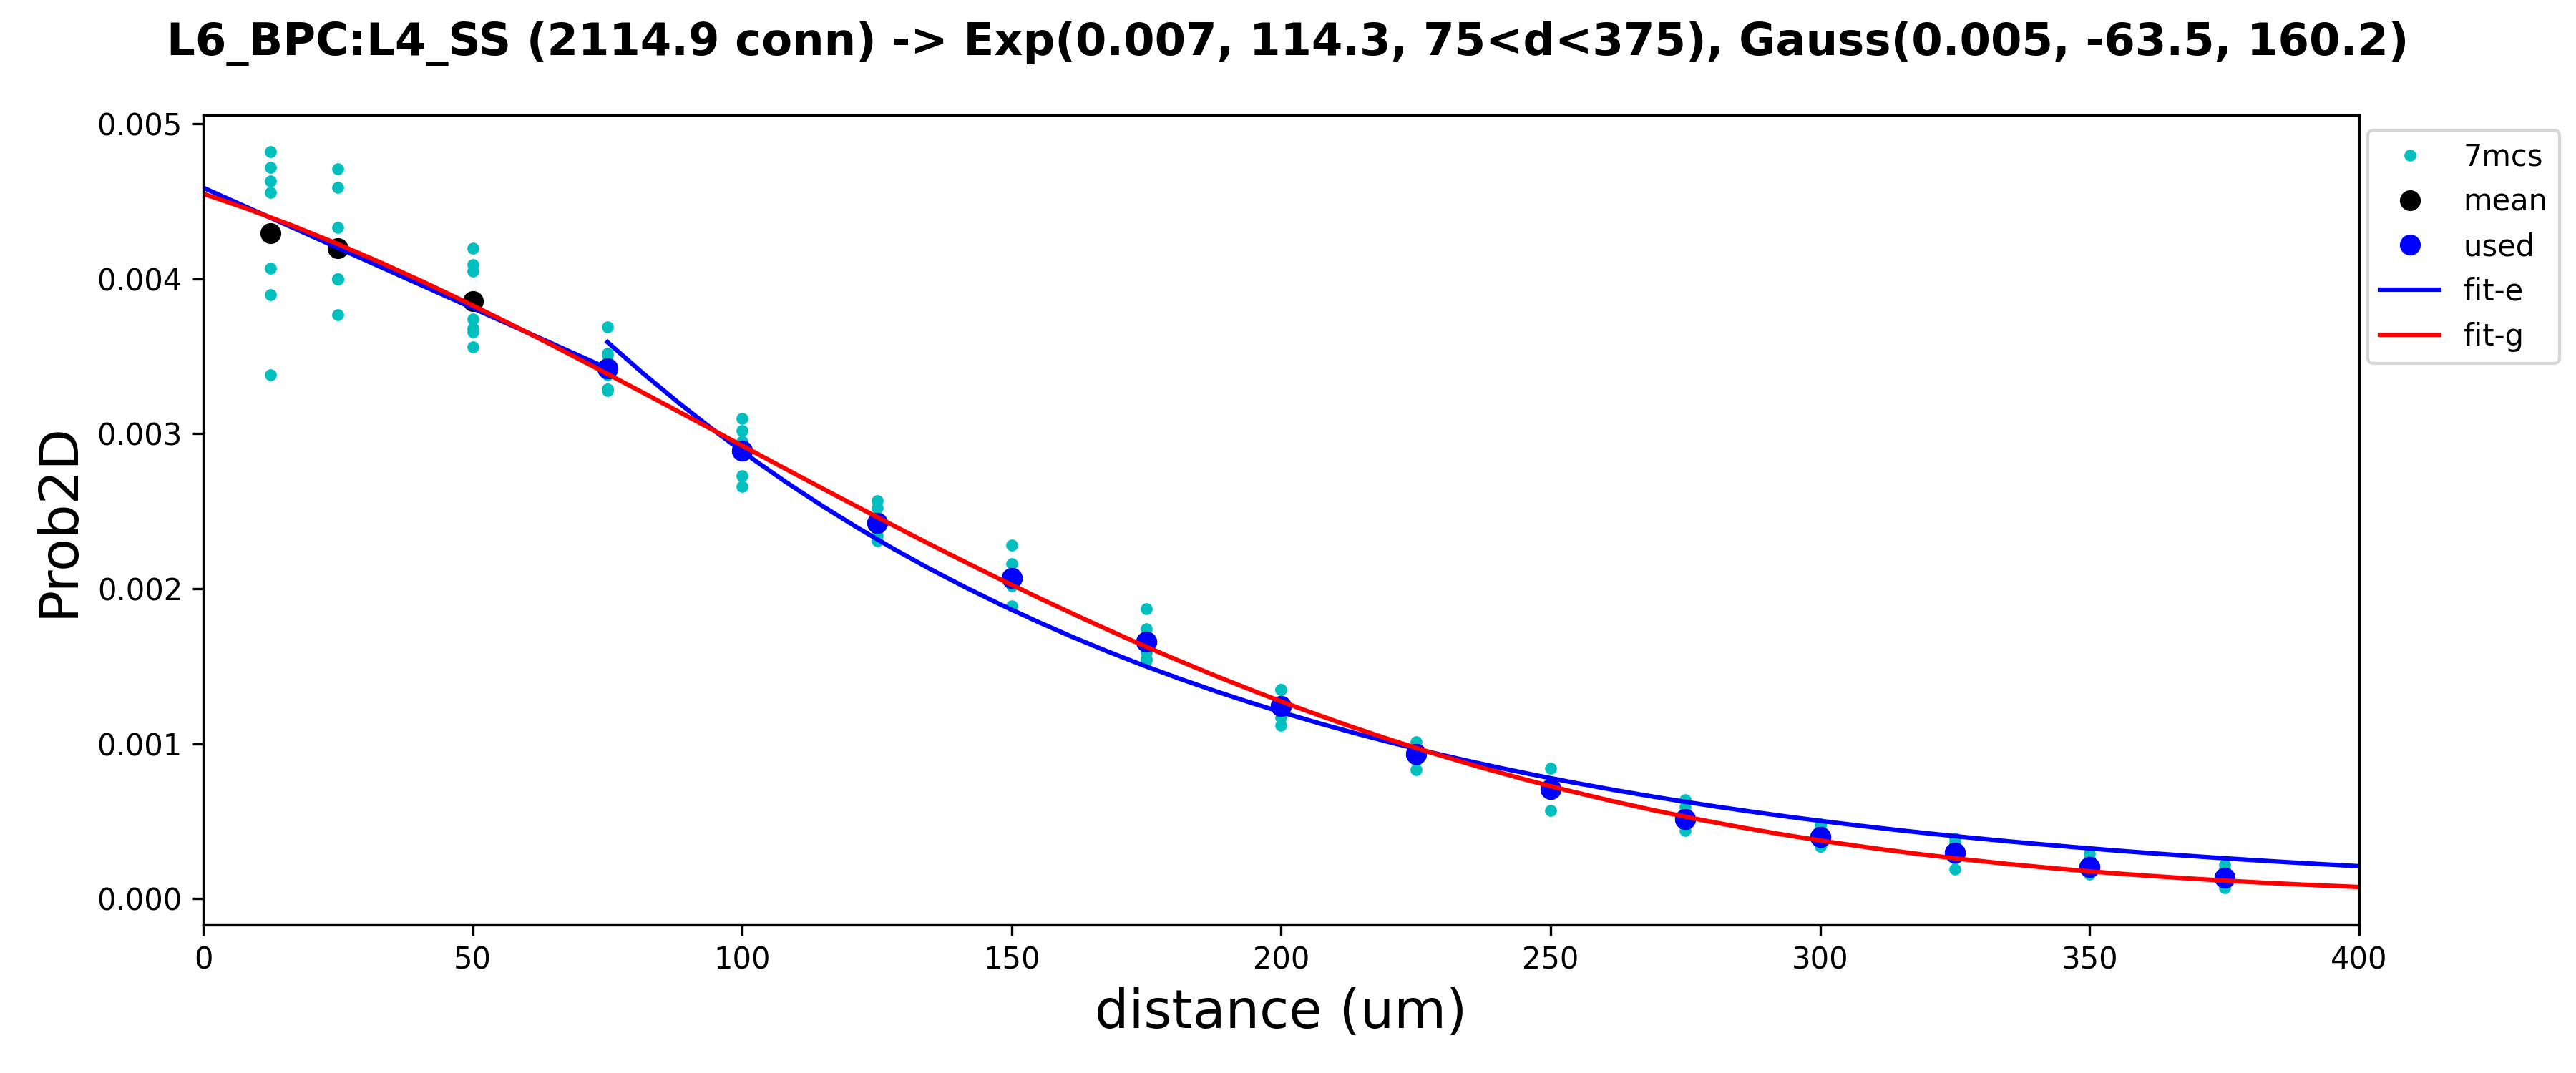 L6_BPC:L4_SS (2114.9 conn) -> Exp(0.007, 114.3, 75<d<375), Gauss(0.005, -63.5, 160.2)
0.005
0.004
0.003
0.002
0.001
0.000
Prob2D
0 50 100 150 200 250 300 350 400
distance (um)
7mcs
mean
used
fit-e
fit-g